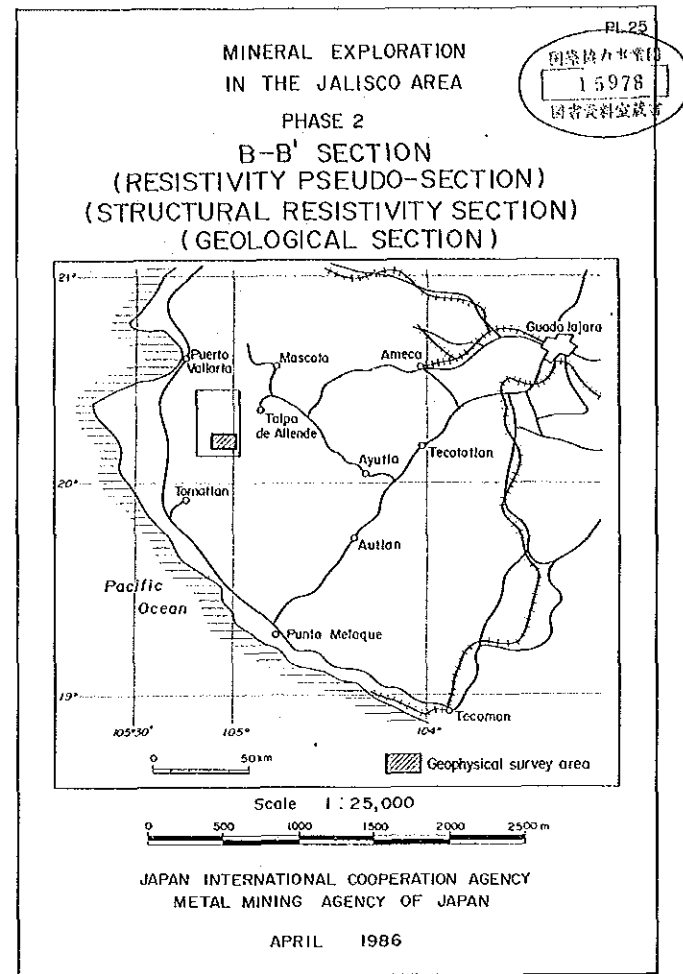 PL.25
MINERAL EXPLORATION
IN THE JALISCO AREA
国際協力事業団
15978
図書資料室蔵書
PHASE 2
B-B' SECTION
(RESISTIVITY PSEUDO-SECTION)
(STRUCTURAL RESISTIVITY SECTION)
(GEOLOGICAL SECTION)
21°
Guadalajara
Puerto
Vallarta
Mascota
Ameca
Talpa
de Allende
Ayutla
Tecototlan
20°
Tomatlan
Autlan
Pacific
Ocean
Punta Melaque
19°
Tecoman
105°30'
105°
104°
0
50 km
Geophysical survey area
Scale 1:25,000
0 500 1000 1500 2000 2500 m
JAPAN INTERNATIONAL COOPERATION AGENCY
METAL MINING AGENCY OF JAPAN
APRIL 1986